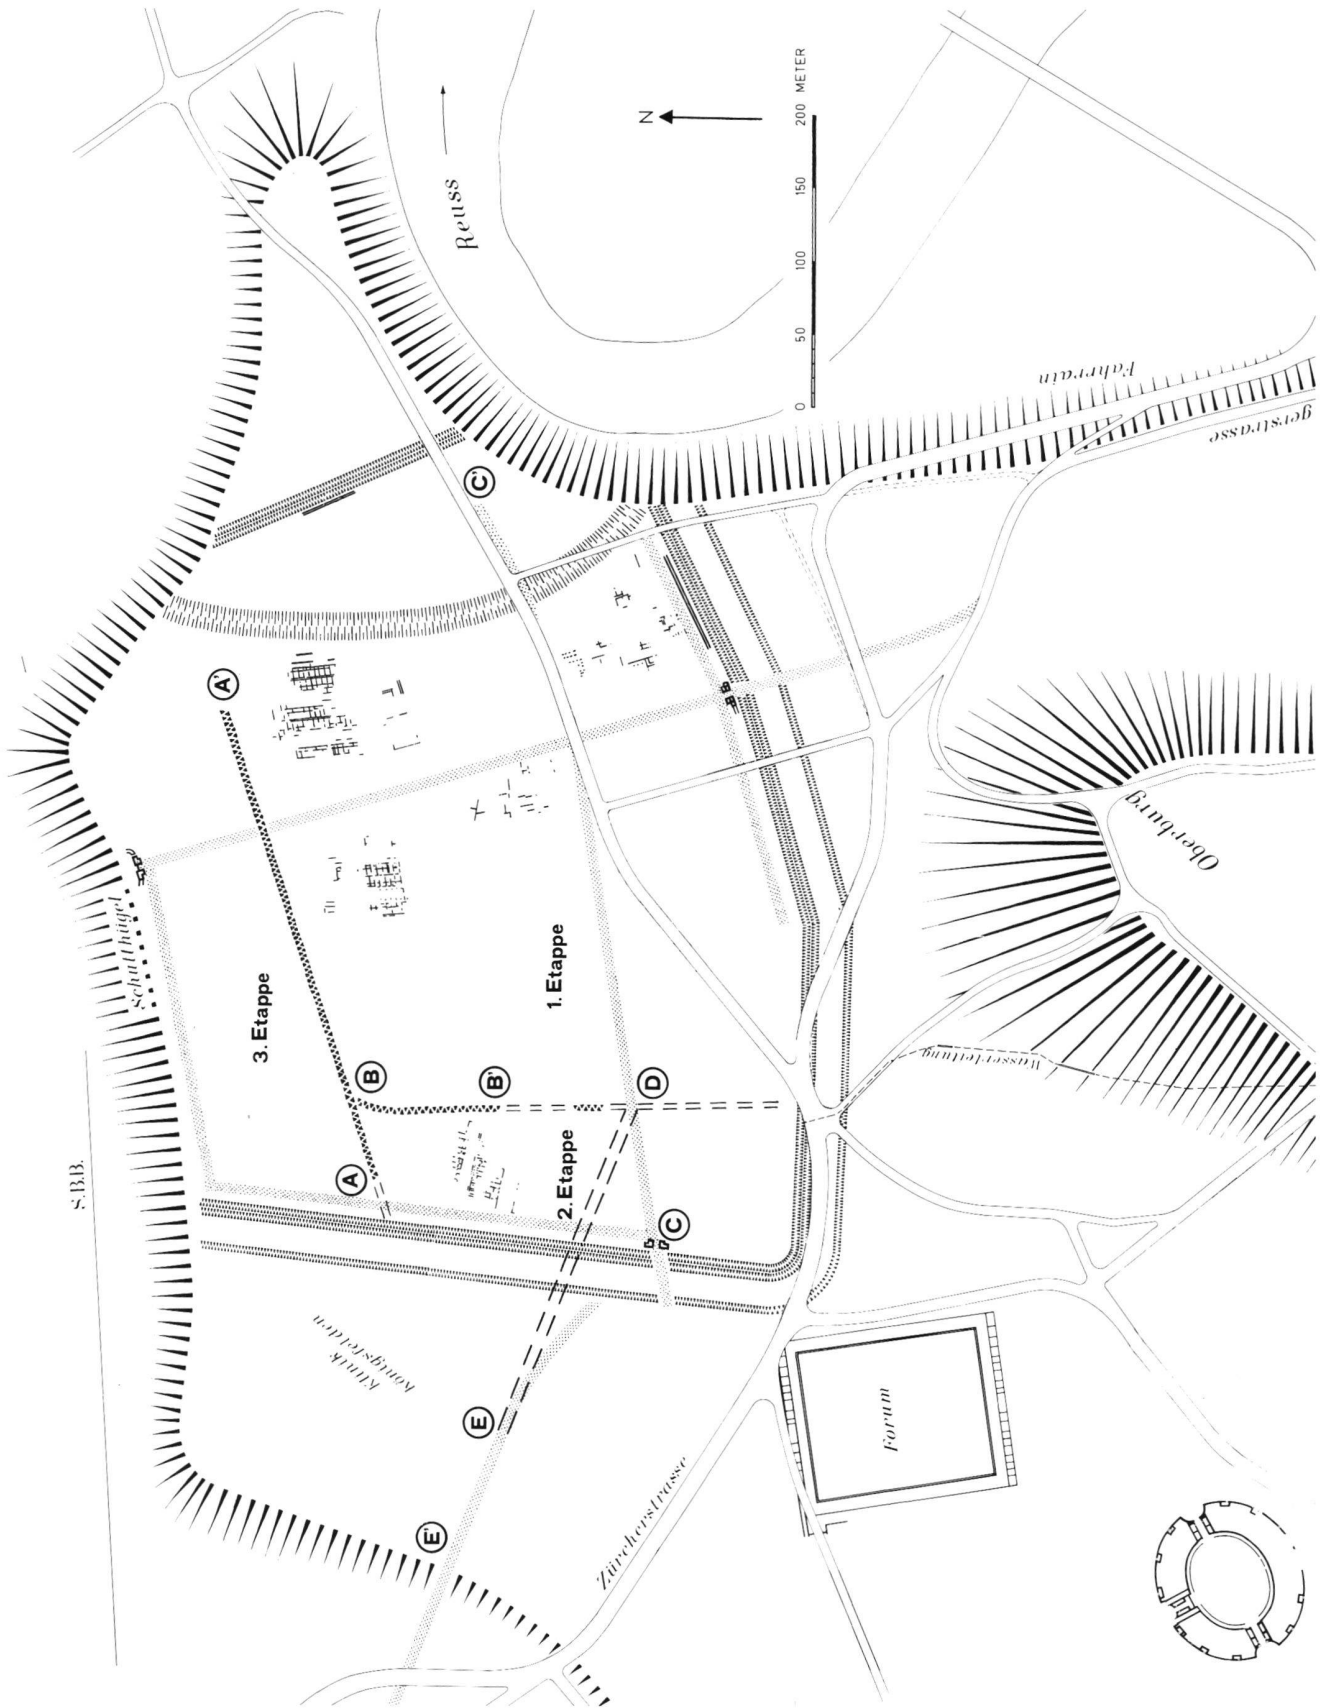 S.B.B.
Schutthügel
3. Etappe
A'
A
B
B'
1. Etappe
2. Etappe
D
C
C'
E
E'
Klinik
Königsfelden
Reuss
N
0 50 100 150 200 METER
Fahrrain
gerstrasse
Oberburg
Wasserleitung
Zürcherstrasse
Forum